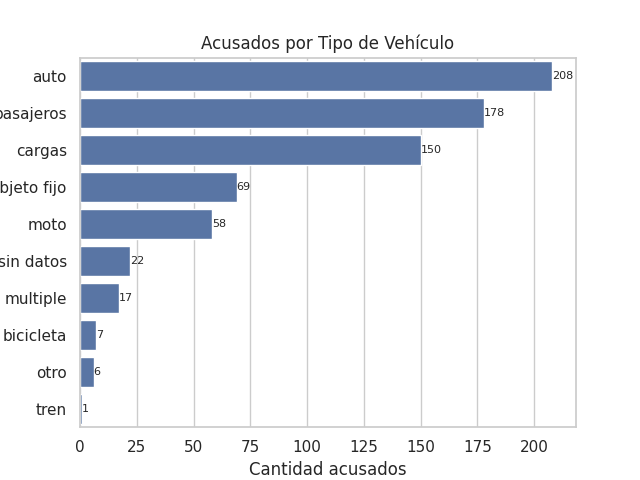 Acusados por Tipo de Vehículo
auto 208
pasajeros 178
cargas 150
bjeto fijo 69
moto 58
sin datos 22
multiple 17
bicicleta 7
otro 6
tren 1
0 25 50 75 100 125 150 175 200
Cantidad acusados